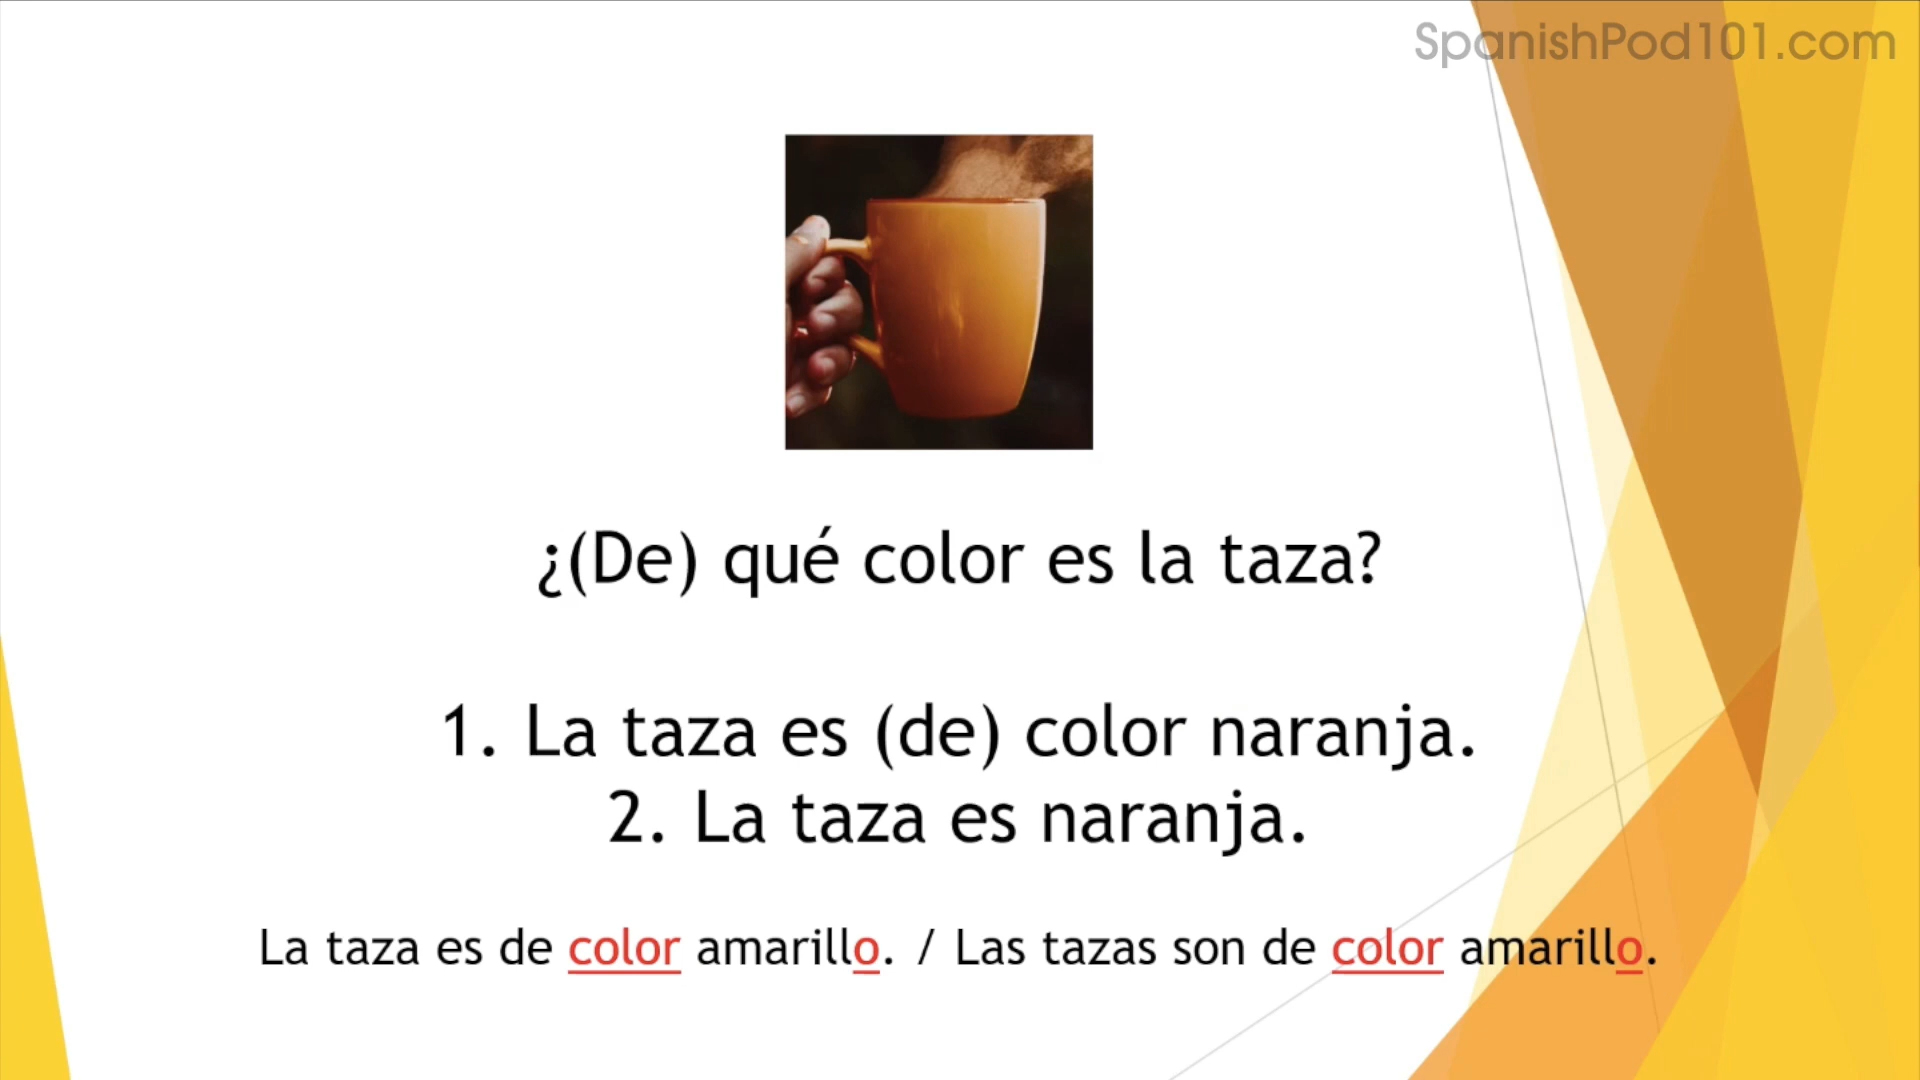 SpanishPod101.com
¿(De) qué color es la taza?
1. La taza es (de) color naranja.
2. La taza es naranja.
La taza es de color amarillo. / Las tazas son de color amarillo.